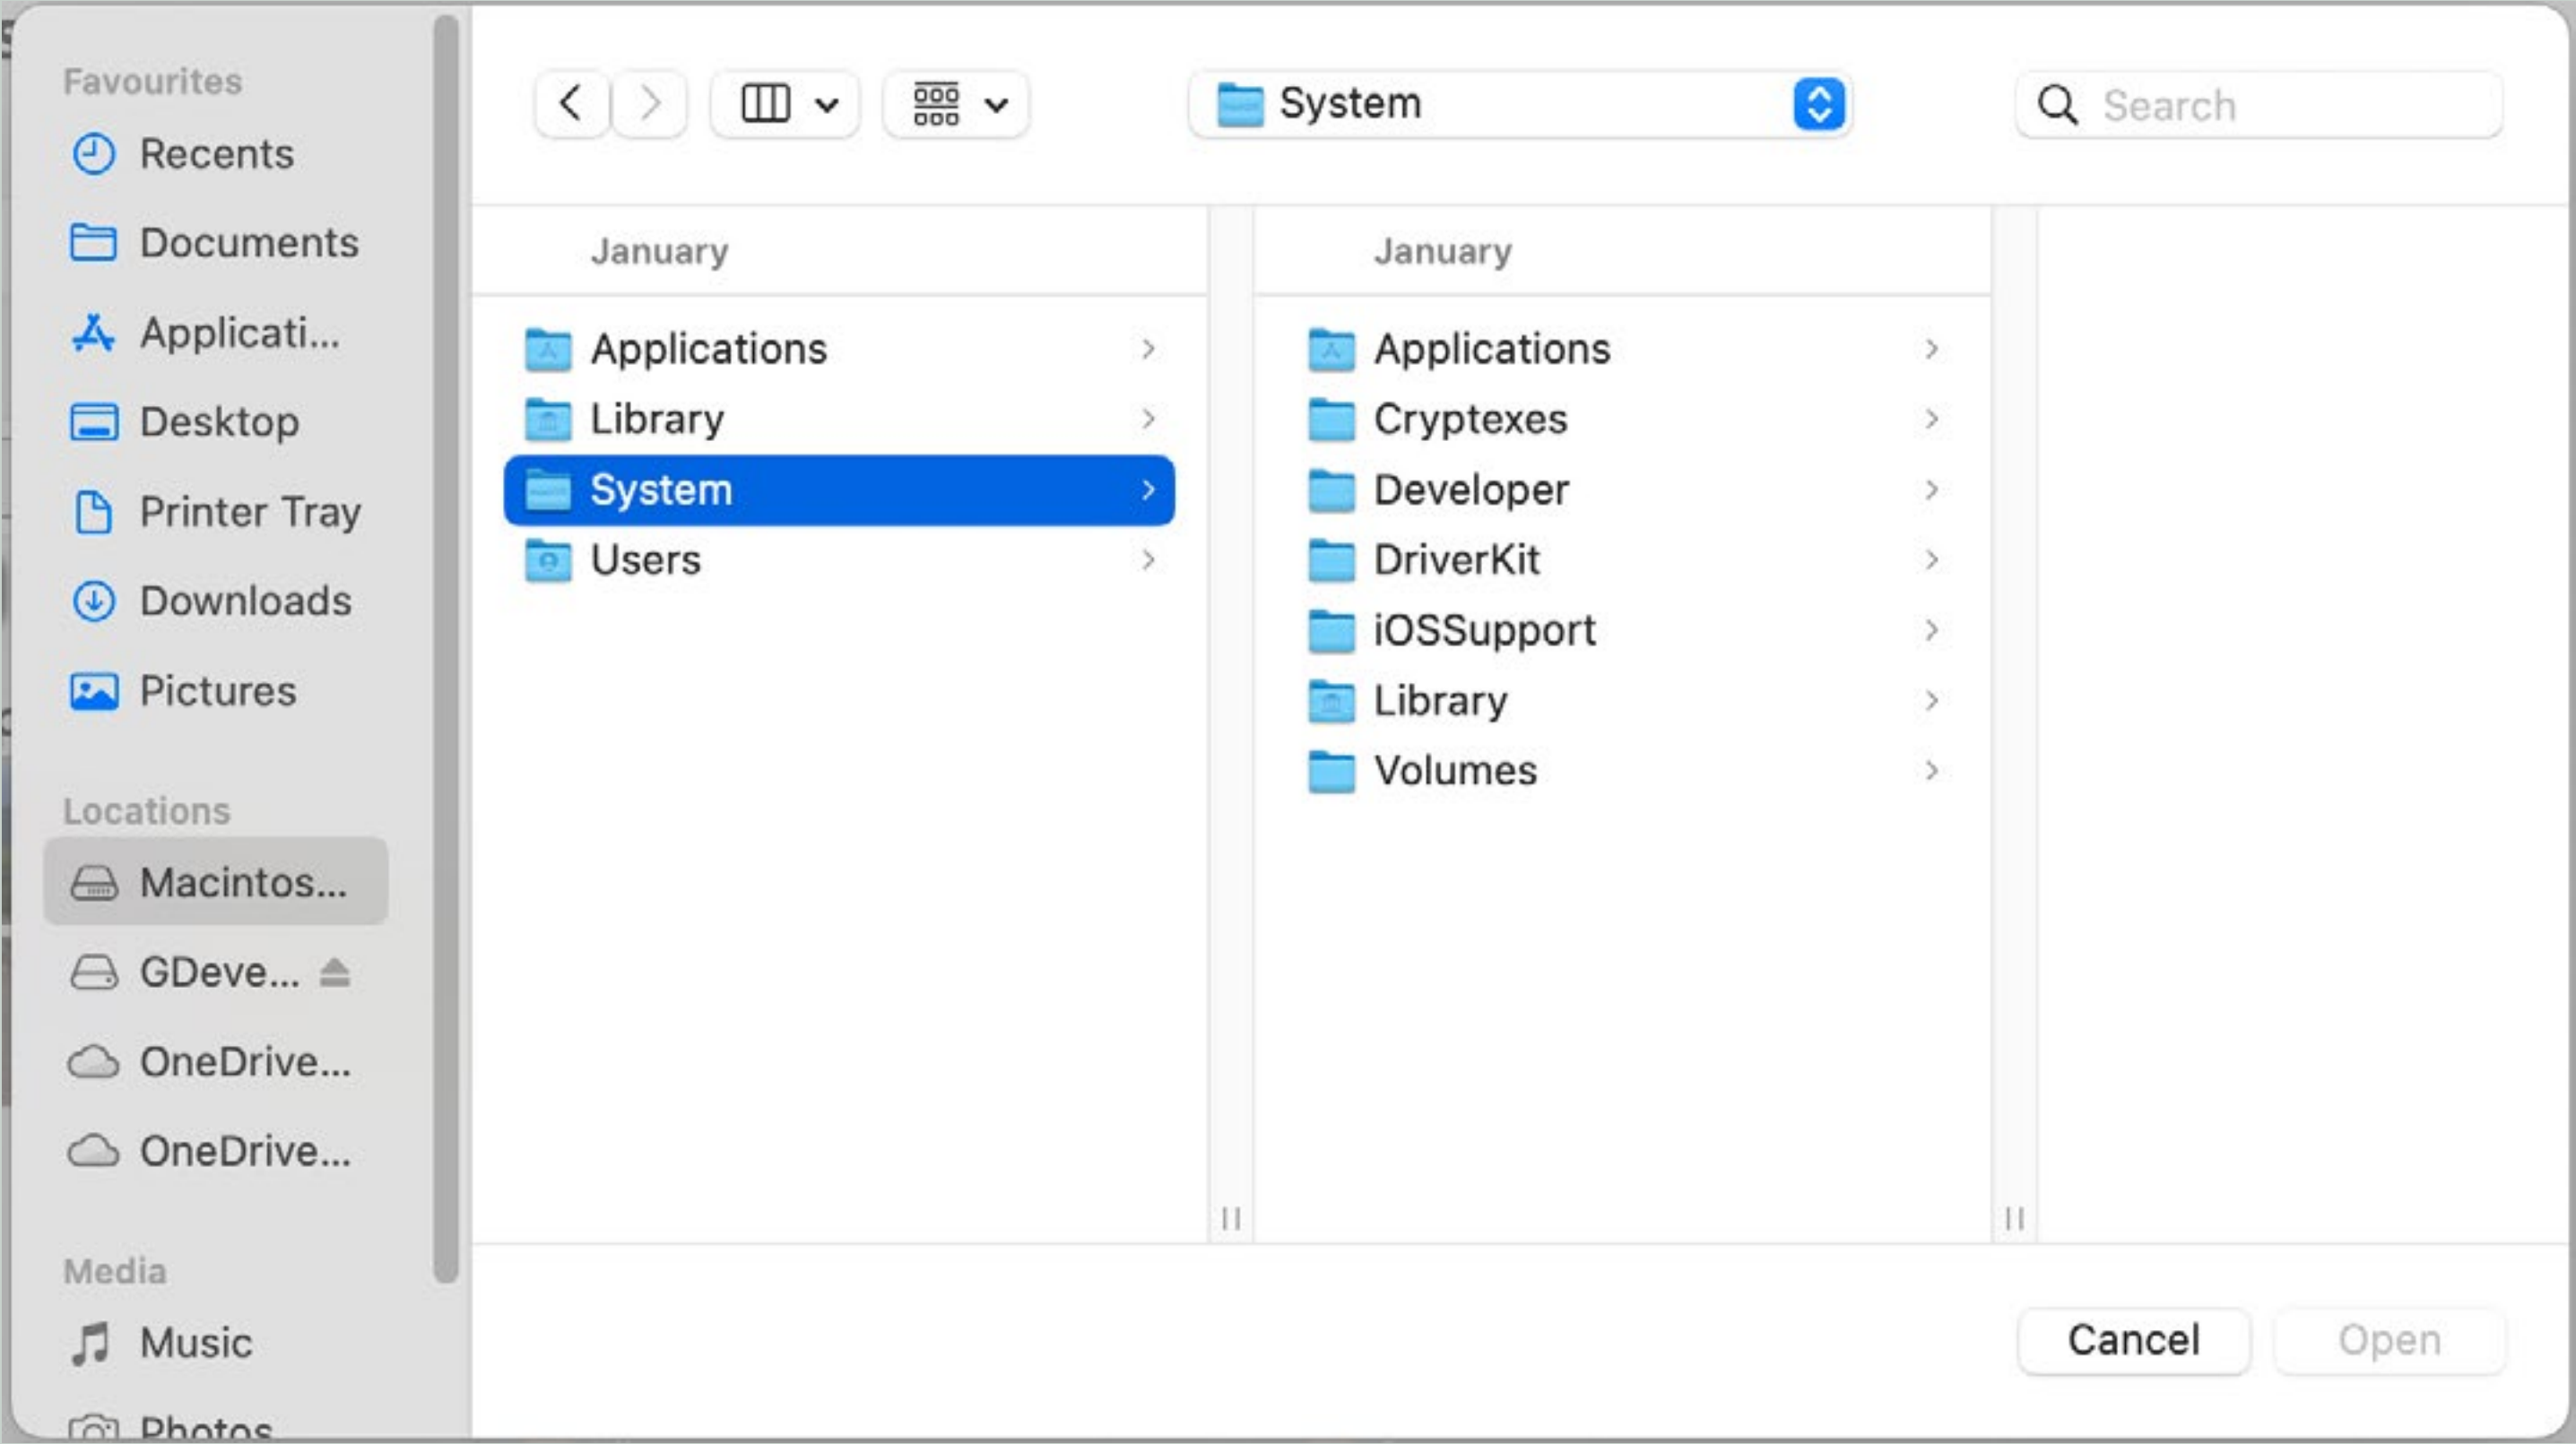 Favourites
Recents
Documents
Applicati...
Desktop
Printer Tray
Downloads
Pictures
Locations
Macintos...
GDeve...
OneDrive...
OneDrive...
Media
Music
Photos
System
Search
January
Applications
Library
System
Users
January
Applications
Cryptexes
Developer
DriverKit
iOSSupport
Library
Volumes
Cancel
Open